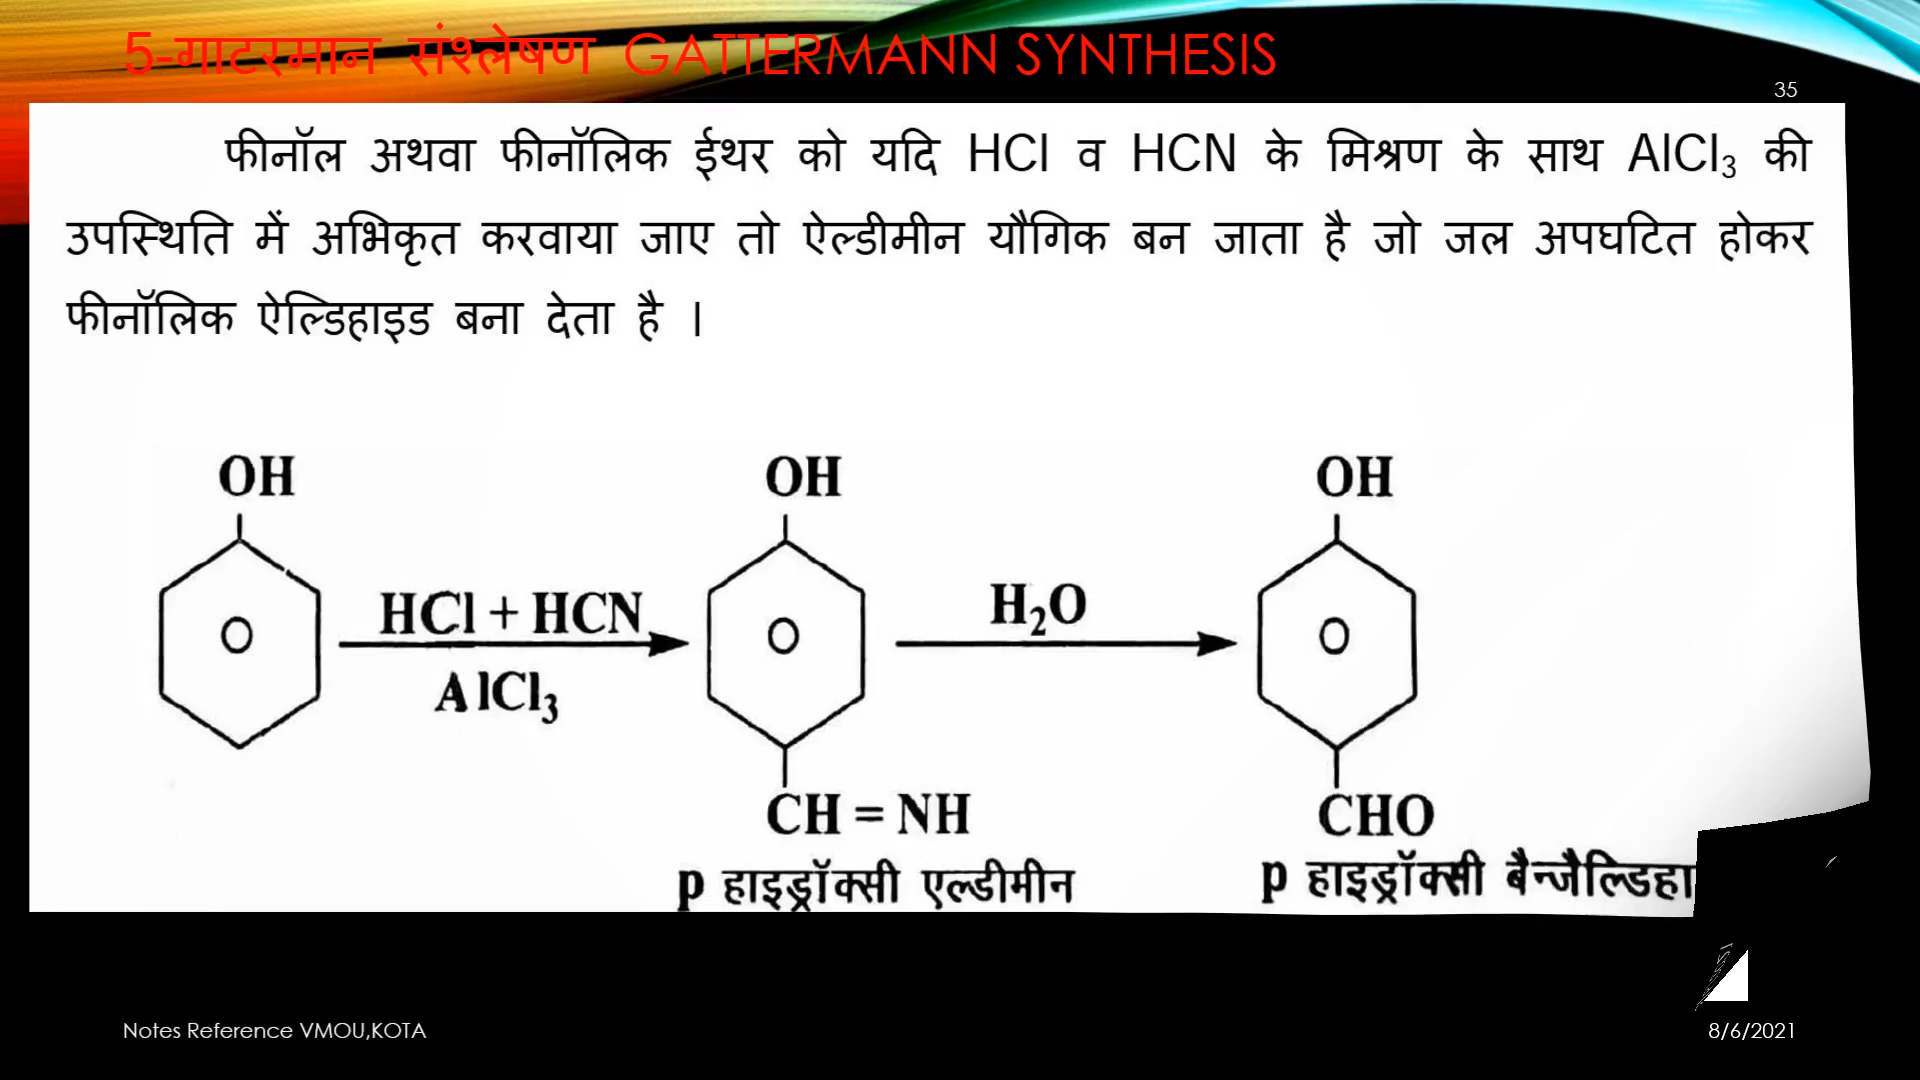 5-गाटरमान संश्लेषण GATTERMANN SYNTHESIS
35
फीनॉल अथवा फीनॉलिक ईथर को यदि HCl व HCN के मिश्रण के साथ AlCl₃ की
उपस्थिति में अभिकृत करवाया जाए तो ऐल्डीमीन यौगिक बन जाता है जो जल अपघटित होकर
फीनॉलिक ऐल्डिहाइड बना देता है ।
OH OH OH
HCl + HCN H₂O
AlCl₃
CH = NH CHO
p हाइड्रॉक्सी एल्डीमीन p हाइड्रॉक्सी बैन्जैल्डिहा
Notes Reference VMOU,KOTA 8/6/2021